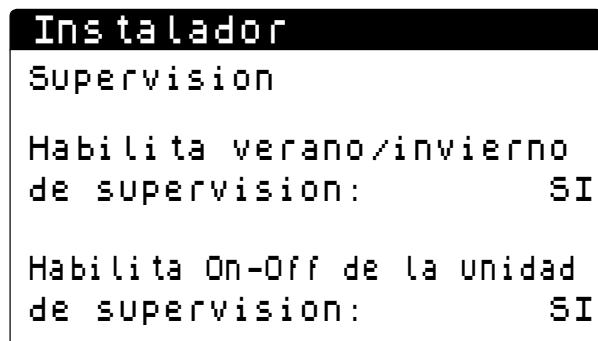 Instalador
Supervision
Habilita verano/invierno
de supervision: SI
Habilita On-Off de la unidad
de supervision: SI